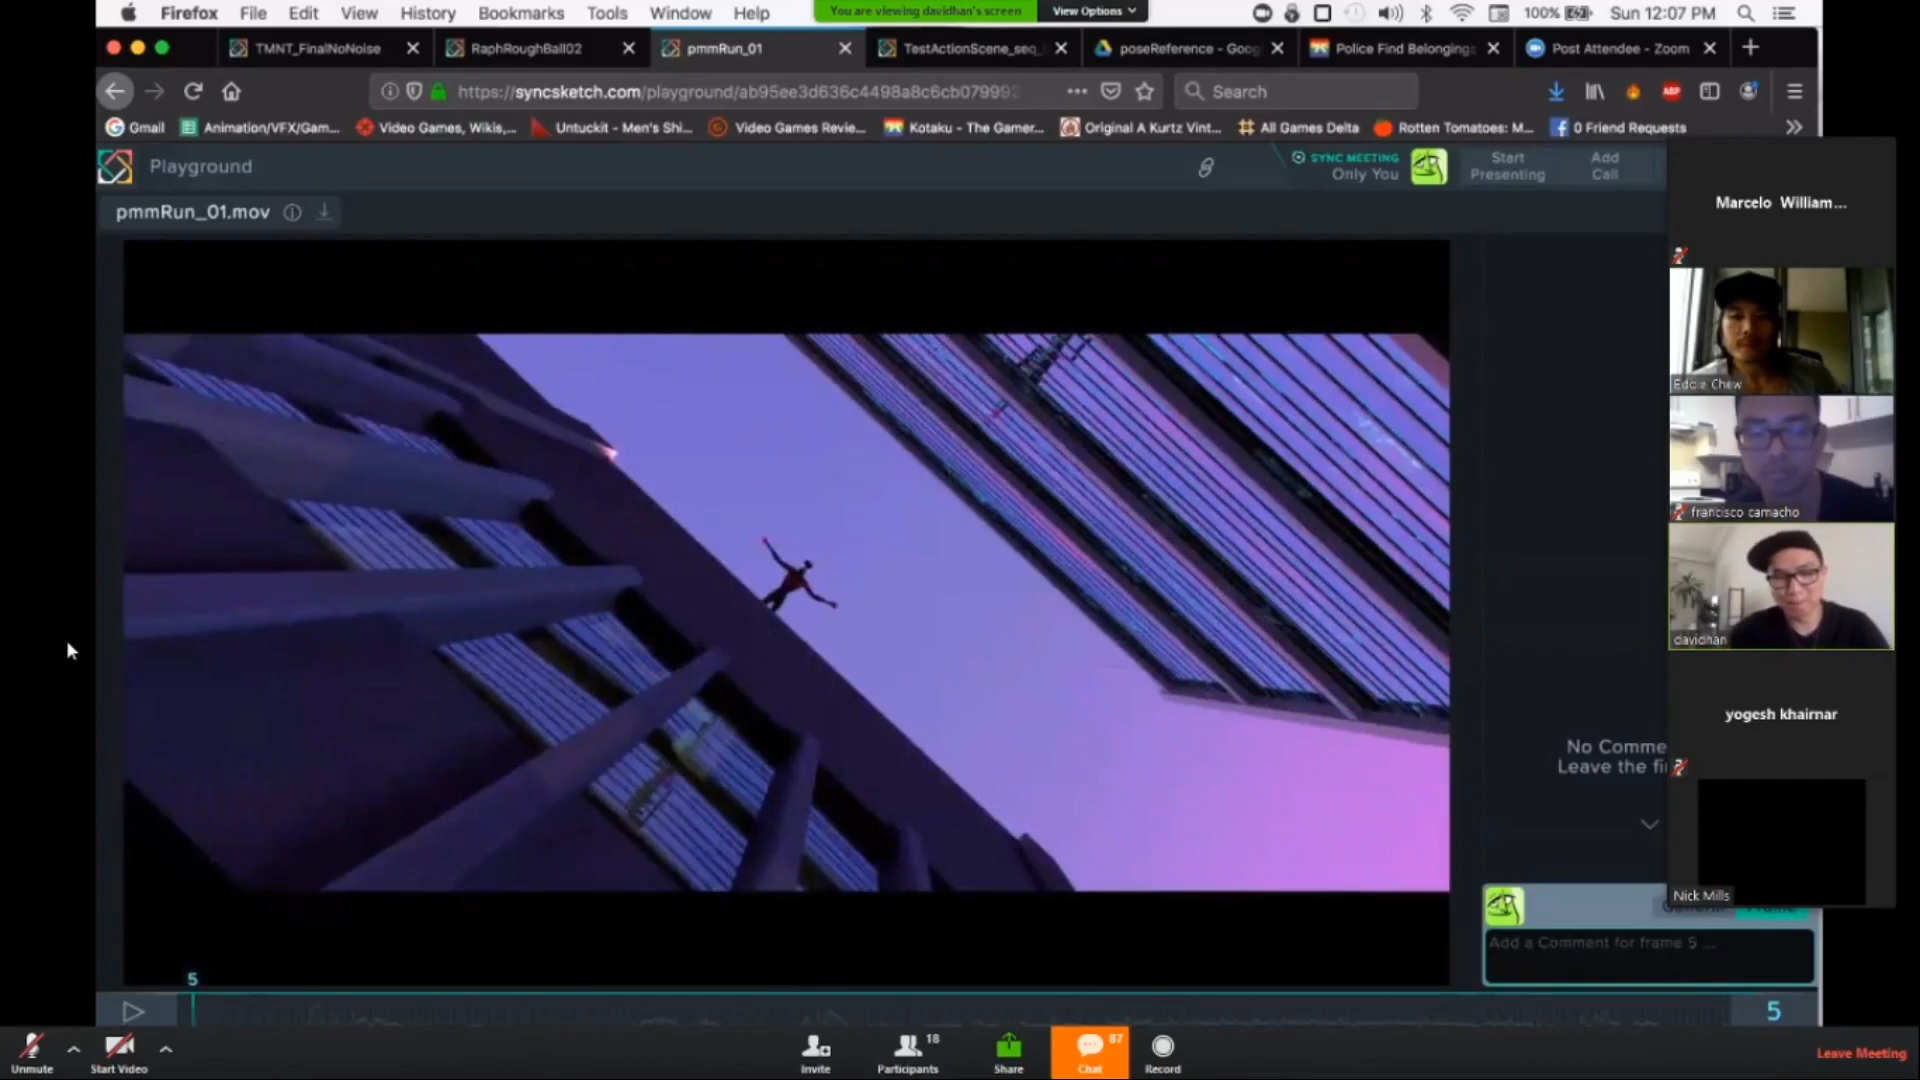 Firefox File Edit View History Bookmarks Tools Window Help
You are viewing davidhan's screen
View Options
100%
Sun 12:07 PM
TMNT_FinalNoNoise
RaphRoughBall02
pmmRun_01
TestActionScene_seq_
poseReference - Goog
Police Find Belongings
Post Attendee - Zoom
https://syncsketch.com/playground/ab95ee3d636c4498a8c6cb079992
Search
ABP
Gmail
Animation/VFX/Gam...
Video Games, Wikis,...
Untuckit - Men's Shi...
Video Games Revie...
Kotaku - The Gamer...
Original A Kurtz Vint...
All Games Delta
Rotten Tomatoes: M...
0 Friend Requests
Playground
SYNC MEETING
Only You
Start
Presenting
Add
Call
pmmRun_01.mov
Marcelo William...
Eddie Chew
francisco camacho
davidhan
yogesh khairnar
Nick Mills
No Comme
Leave the fi
Add a Comment for frame 5 ...
5
5
Unmute
Start Video
Invite
Participants
18
Share
Chat
87
Record
Leave Meeting